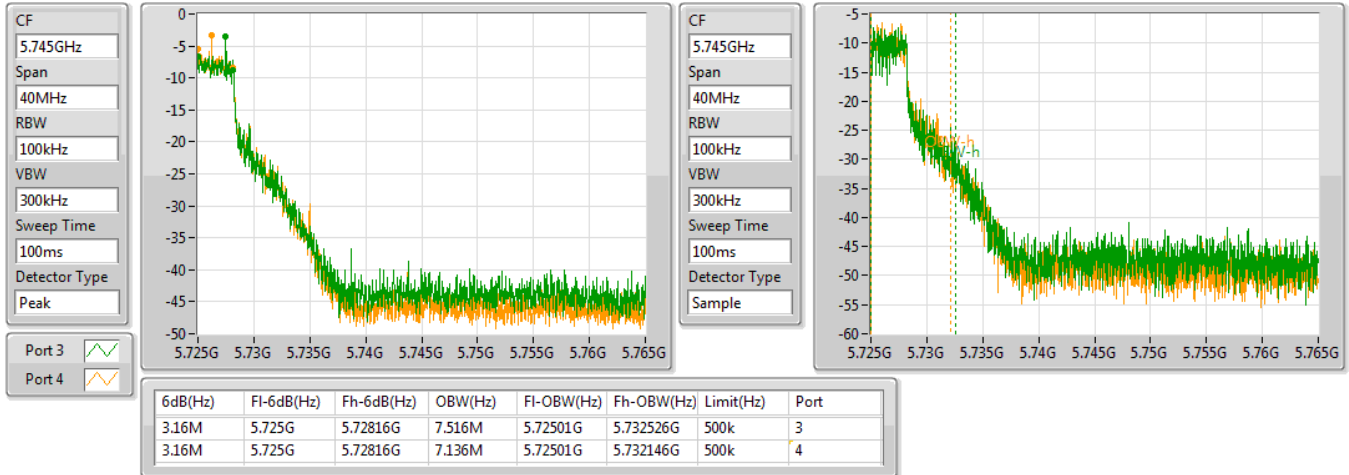 CF
5.745GHz
Span
40MHz
RBW
100kHz
VBW
300kHz
Sweep Time
100ms
Detector Type
Peak
0
-5
-10
-15
-20
-25
-30
-35
-40
-45
-50
5.725G 5.73G 5.735G 5.74G 5.745G 5.75G 5.755G 5.76G 5.765G
CF
5.745GHz
Span
40MHz
RBW
100kHz
VBW
300kHz
Sweep Time
100ms
Detector Type
Sample
-5
-10
-15
-20
-25
-30
-35
-40
-45
-50
-55
-60
5.725G 5.73G 5.735G 5.74G 5.745G 5.75G 5.755G 5.76G 5.765G
Port 3
Port 4
6dB(Hz) Fl-6dB(Hz) Fh-6dB(Hz) OBW(Hz) Fl-OBW(Hz) Fh-OBW(Hz) Limit(Hz) Port
3.16M 5.725G 5.72816G 7.516M 5.72501G 5.732526G 500k 3
3.16M 5.725G 5.72816G 7.136M 5.72501G 5.732146G 500k 4